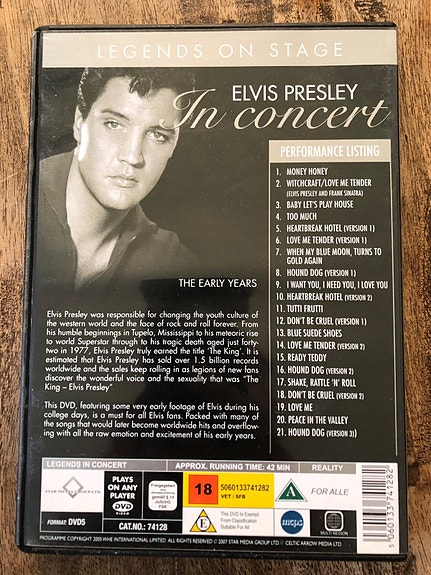 LEGENDS ON STAGE
ELVIS PRESLEY
In concert
PERFORMANCE LISTING
1. MONEY HONEY
2. WITCHCRAFT/LOVE ME TENDER
(ELVIS PRESLEY AND FRANK SINATRA)
3. BABY LET'S PLAY HOUSE
4. TOO MUCH
5. HEARTBREAK HOTEL (VERSION 1)
6. LOVE ME TENDER (VERSION 1)
7. WHEN MY BLUE MOON, TURNS TO
GOLD AGAIN
8. HOUND DOG (VERSION 1)
9. I WANT YOU, I NEED YOU, I LOVE YOU
10. HEARTBREAK HOTEL (VERSION 2)
11. TUTTI FRUTTI
12. DON'T BE CRUEL (VERSION 1)
13. BLUE SUEDE SHOES
14. LOVE ME TENDER (VERSION 2)
15. READY TEDDY
16. HOUND DOG (VERSION 2)
17. SHAKE, RATTLE 'N' ROLL
18. DON'T BE CRUEL (VERSION 2)
19. LOVE ME
20. PEACE IN THE VALLEY
21. HOUND DOG (VERSION 3))
THE EARLY YEARS
Elvis Presley was responsible for changing the youth culture of
the western world and the face of rock and roll forever. From
his humble beginnings in Tupelo, Mississippi to his meteoric rise
to world Superstar through to his tragic death aged just forty-
two in 1977, Elvis Presley truly earned the title 'The King'. It is
estimated that Elvis Presley has sold over 1.5 billion records
worldwide and the sales keep rolling in as legions of new fans
discover the wonderful voice and the sexuality that was "The
King – Elvis Presley"
This DVD, featuring some very early footage of Elvis during his
college days, is a must for all Elvis fans. Packed with many of
the songs that would later become worldwide hits and overflow-
ing with all the raw emotion and excitement of his early years.
LEGENDS IN CONCERT
APPROX. RUNNING TIME: 42 MIN
REALITY
STAR MEDIA GROUP LTD
FORMAT: DVD5
PLAYS
ON ANY
PLAYER
DVD
VIDEO
CAT.NO.: 74128
Freigegeben
gemäß § 14
JuSchG
FSK
18
5060133741282
VET / SFB
E
This DVD is Exempt
From Classification
Suitable For All
A
FOR ALLE
mcps
MULTI REGION
5060133741282
PROGRAMME COPYRIGHT 2005 WHE INTERNATIONAL LIMITED ALL RIGHTS RESERVED © 2007 STAR MEDIA GROUP LTD © CELTIC ARROW MEDIA LTD.